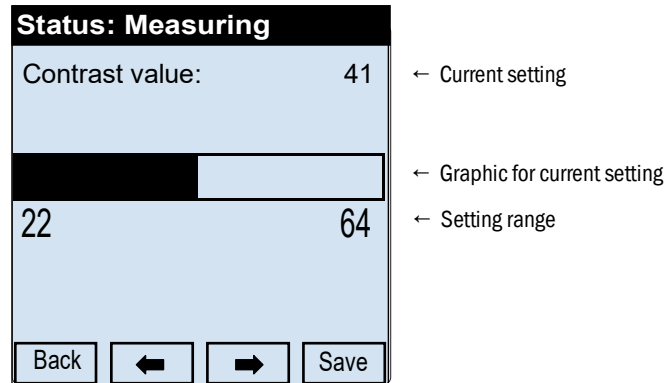 Status: Measuring
Contrast value: 41 ← Current setting
← Graphic for current setting
22 64 ← Setting range
Back ⬅ ➡ Save